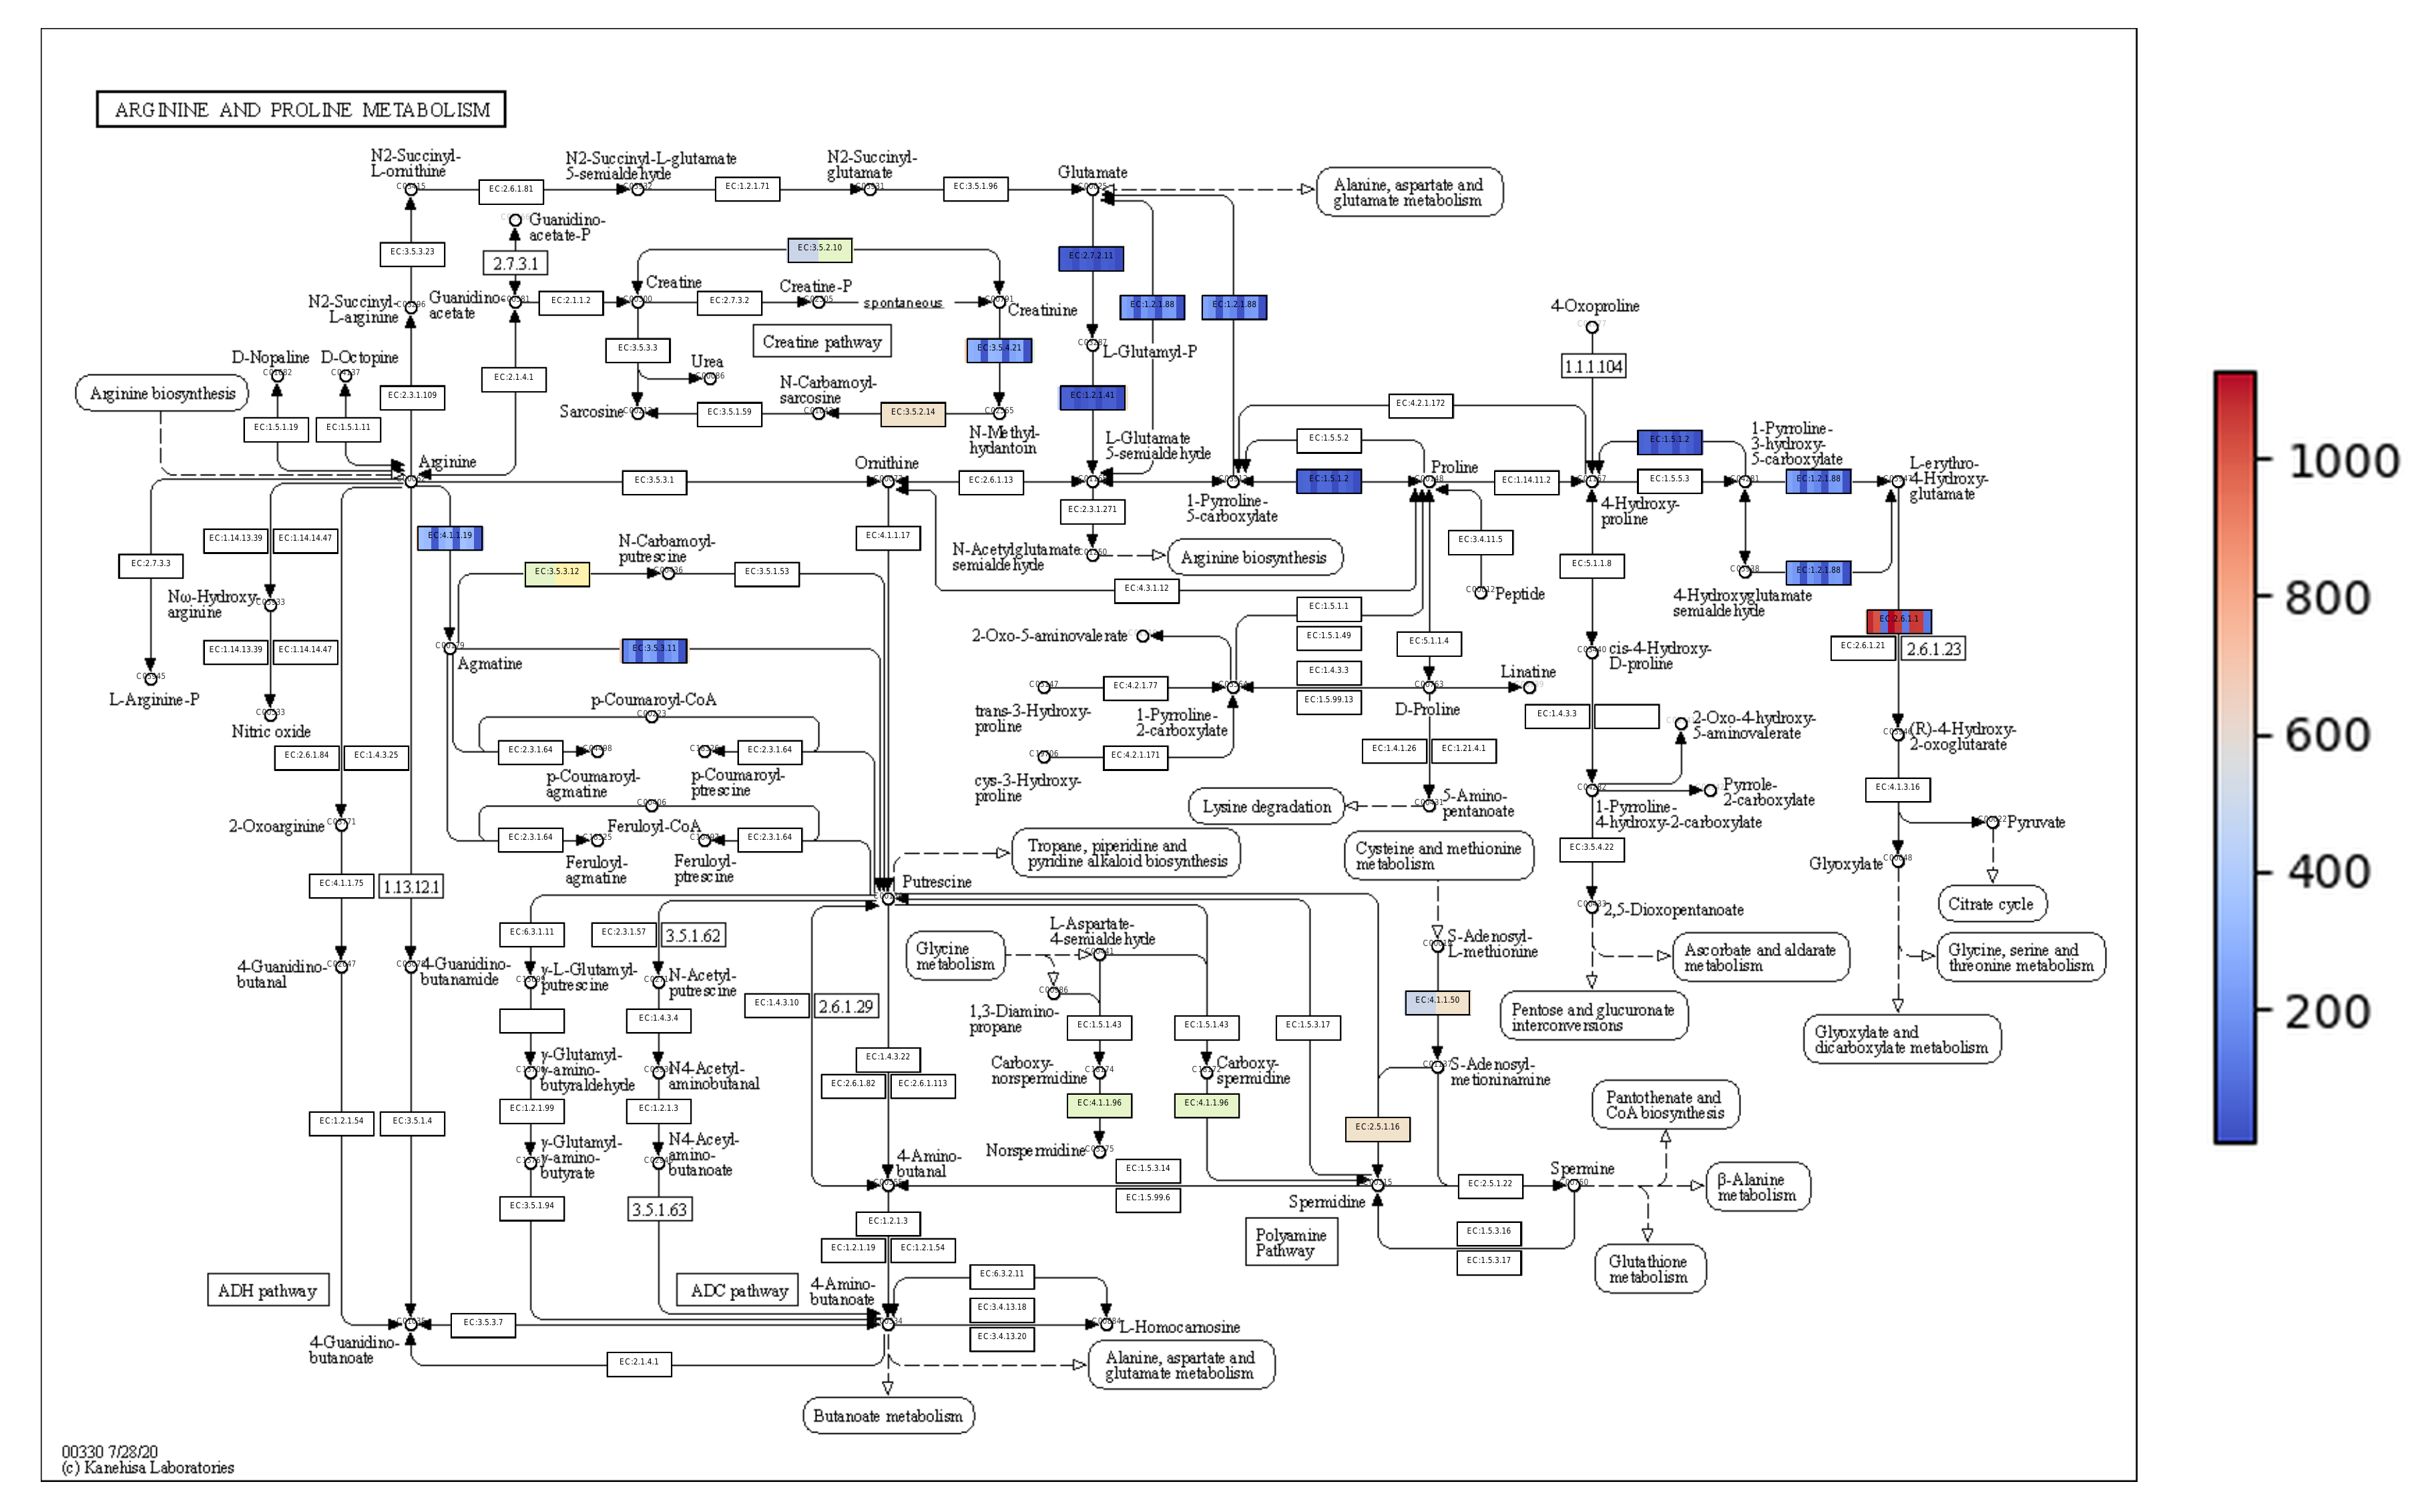 ARGININE AND PROLINE METABOLISM
N2-Succinyl-
L-ornithine
N2-Succinyl-L-glutamate
5-semialdehyde
N2-Succinyl-
glutamate
Glutamate
EC:2.6.1.81
EC:1.2.1.71
EC:3.5.1.96
Alanine, aspartate and
glutamate metabolism
Guanidino-
acetate-P
EC:3.5.3.23
2.7.3.1
EC:3.5.2.10
EC:2.7.2.11
N2-Succinyl-
L-arginine
Guanidino-
acetate
EC:2.1.1.2
Creatine
EC:2.7.3.2
Creatine-P
spontaneous
Creatinine
EC:1.2.1.88
EC:1.2.1.88
4-Oxoproline
Creatine pathway
EC:3.5.3.3
EC:3.5.4.21
L-Glutamyl-P
D-Nopaline
D-Octopine
Urea
1.1.1.104
Arginine biosynthesis
EC:2.3.1.109
EC:2.1.4.1
N-Carbamoyl-
sarcosine
EC:1.2.1.41
Sarcosine
EC:3.5.1.59
EC:3.5.2.14
EC:4.2.1.172
EC:1.5.1.19
EC:1.5.1.11
N-Methyl-
hydantoin
L-Glutamate
5-semialdehyde
EC:1.5.5.2
EC:1.5.1.2
1-Pyrroline-
3-hydroxy-
5-carboxylate
Arginine
EC:3.5.3.1
Ornithine
EC:2.6.1.13
EC:1.5.1.2
Proline
EC:1.14.11.2
EC:1.5.5.3
EC:1.2.1.88
L-erythro-
4-Hydroxy-
glutamate
EC:2.3.1.271
1-Pyrroline-
5-carboxylate
4-Hydroxy-
proline
EC:1.14.13.39
EC:1.14.14.47
EC:4.1.1.19
EC:4.1.1.17
EC:3.4.11.5
N-Carbamoyl-
putrescine
N-Acetylglutamate
semialdehyde
Arginine biosynthesis
EC:2.7.3.3
EC:3.5.3.12
EC:3.5.1.53
EC:5.1.1.8
EC:1.2.1.88
EC:4.3.1.12
Peptide
4-Hydroxyglutamate
semialdehyde
Nω-Hydroxy-
arginine
EC:1.5.1.1
EC:2.6.1.1
2-Oxo-5-aminovalerate
EC:1.5.1.49
EC:5.1.1.4
EC:2.6.1.21
2.6.1.23
EC:1.14.13.39
EC:1.14.14.47
EC:3.5.3.11
Agmatine
cis-4-Hydroxy-
D-proline
EC:1.4.3.3
Linatine
L-Arginine-P
EC:4.2.1.77
EC:1.5.99.13
trans-3-Hydroxy-
proline
1-Pyrroline-
2-carboxylate
D-Proline
p-Coumaroyl-CoA
EC:1.4.3.3
2-Oxo-4-hydroxy-
5-aminovalerate
(R)-4-Hydroxy-
2-oxoglutarate
Nitric oxide
EC:2.6.1.84
EC:1.4.3.25
EC:2.3.1.64
EC:2.3.1.64
EC:4.2.1.171
EC:1.4.1.26
EC:1.21.4.1
p-Coumaroyl-
agmatine
p-Coumaroyl-
ptrescine
cys-3-Hydroxy-
proline
Lysine degradation
5-Amino-
pentanoate
Pyrrole-
2-carboxylate
EC:4.1.3.16
1-Pyrroline-
4-hydroxy-2-carboxylate
Pyruvate
2-Oxoarginine
Feruloyl-CoA
EC:2.3.1.64
EC:2.3.1.64
Feruloyl-
agmatine
Feruloyl-
ptrescine
Tropane, piperidine and
pyridine alkaloid biosynthesis
Cysteine and methionine
metabolism
EC:3.5.4.22
Glyoxylate
EC:4.1.1.75
1.13.12.1
Putrescine
Citrate cycle
2,5-Dioxopentanoate
EC:6.3.1.11
EC:2.3.1.57
3.5.1.62
Glycine
metabolism
L-Aspartate-
4-semialdehyde
S-Adenosyl-
L-methionine
Ascorbate and aldarate
metabolism
Glycine, serine and
threonine metabolism
4-Guanidino-
butanal
4-Guanidino-
butanamide
γ-L-Glutamyl-
putrescine
N-Acetyl-
putrescine
EC:1.4.3.10
2.6.1.29
1,3-Diamino-
propane
EC:4.1.1.50
Pentose and glucuronate
interconversions
EC:1.4.3.4
EC:1.5.1.43
EC:1.5.1.43
EC:1.5.3.17
Glyoxylate and
dicarboxylate metabolism
γ-Glutamyl-
γ-amino-
butyraldehyde
N4-Acetyl-
aminobutanal
EC:1.4.3.22
EC:2.6.1.82
EC:2.6.1.113
Carboxy-
norspermidine
Carboxy-
spermidine
S-Adenosyl-
metioninamine
EC:1.2.1.54
EC:3.5.1.4
EC:1.2.1.99
EC:1.2.1.3
EC:4.1.1.96
EC:4.1.1.96
EC:2.5.1.16
Pantothenate and
CoA biosynthesis
γ-Glutamyl-
γ-amino-
butyrate
N4-Aceyl-
amino-
butanoate
Norspermidine
4-Amino-
butanal
EC:1.5.3.14
EC:1.5.99.6
Spermidine
EC:2.5.1.22
Spermine
β-Alanine
metabolism
EC:3.5.1.94
3.5.1.63
EC:1.2.1.3
EC:1.2.1.19
EC:1.2.1.54
Polyamine
Pathway
EC:1.5.3.16
EC:1.5.3.17
Glutathione
metabolism
ADH pathway
ADC pathway
4-Amino-
butanoate
EC:6.3.2.11
EC:3.4.13.18
EC:3.4.13.20
L-Homocarnosine
EC:3.5.3.7
4-Guanidino-
butanoate
EC:2.1.4.1
Alanine, aspartate and
glutamate metabolism
Butanoate metabolism
00330 7/28/20
(c) Kanehisa Laboratories
1000
800
600
400
200